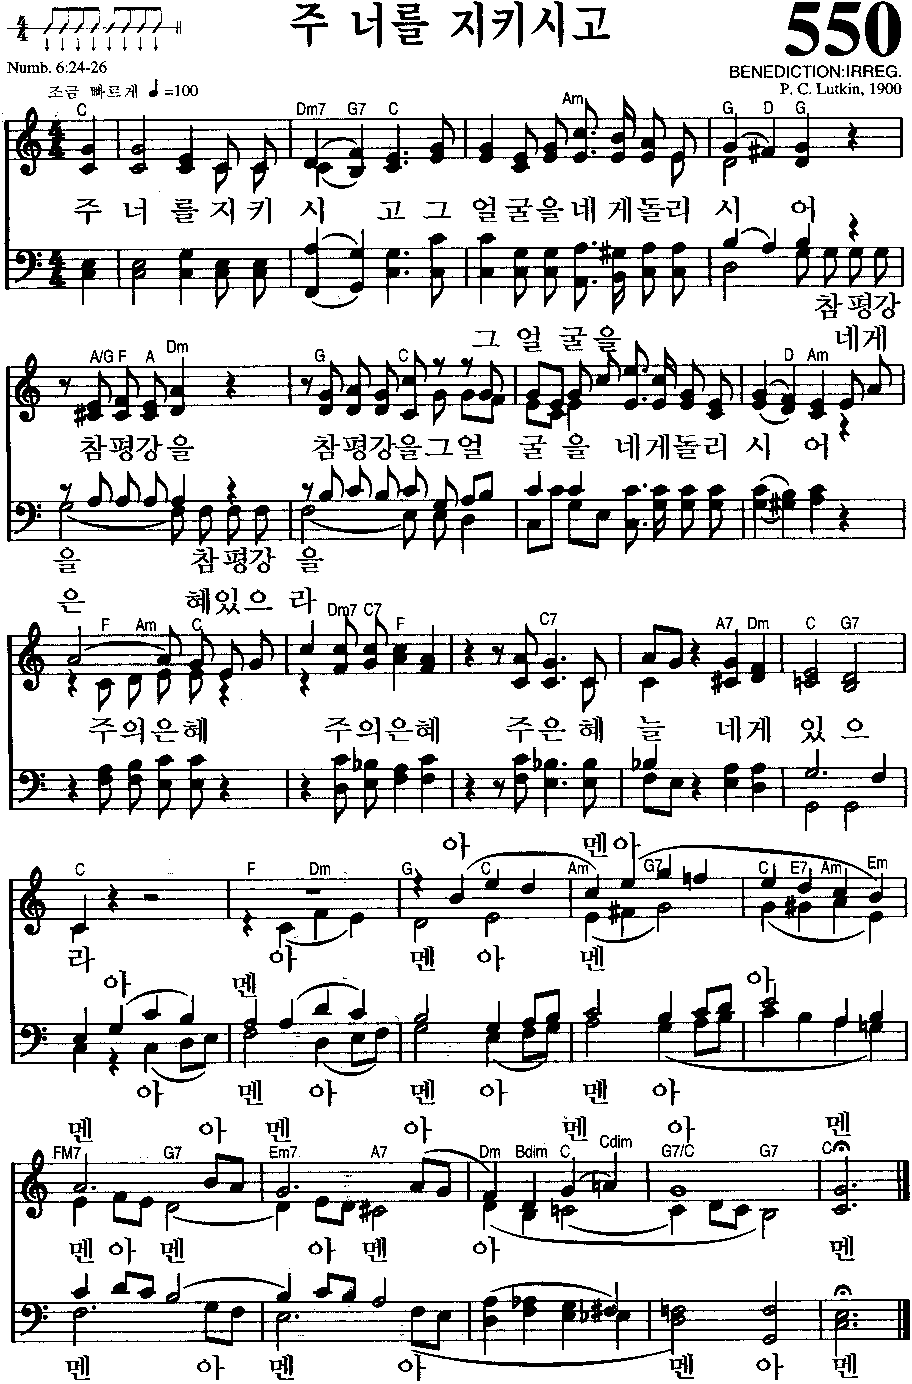 주 너를 지키시고
550
Numb. 6:24-26
BENEDICTION:IRREG.
조금 빠르게 ♩=100
P. C. Lutkin, 1900
C Dm7 G7 C Am G D G
주 너 를 지 키 시 고 그 얼 굴 을 네 게 돌 리 시 어
참 평 강
그 얼 굴 을 네 게
A/G F A Dm G C D Am
참 평 강 을 참 평 강 을 그 얼 굴 을 네 게 돌 리 시 어
을 참 평 강 을
은 혜 있 으 라
F Am C Dm7 C7 F C7 A7 Dm C G7
주 의 은 혜 주 의 은 혜 주 은 혜 늘 네 게 있 으
아 멘 아
C F Dm G C Am G7 C E7 Am Em
라 아 멘 아 멘
아 멘 아
아 멘 아 멘 아 멘 아
멘 아 멘 아 멘 아 멘
FM7 G7 Em7 A7 Dm Bdim C Cdim G7/C G7 C
멘 아 멘 아 멘 아 멘
멘 아 멘 아 멘 아 멘